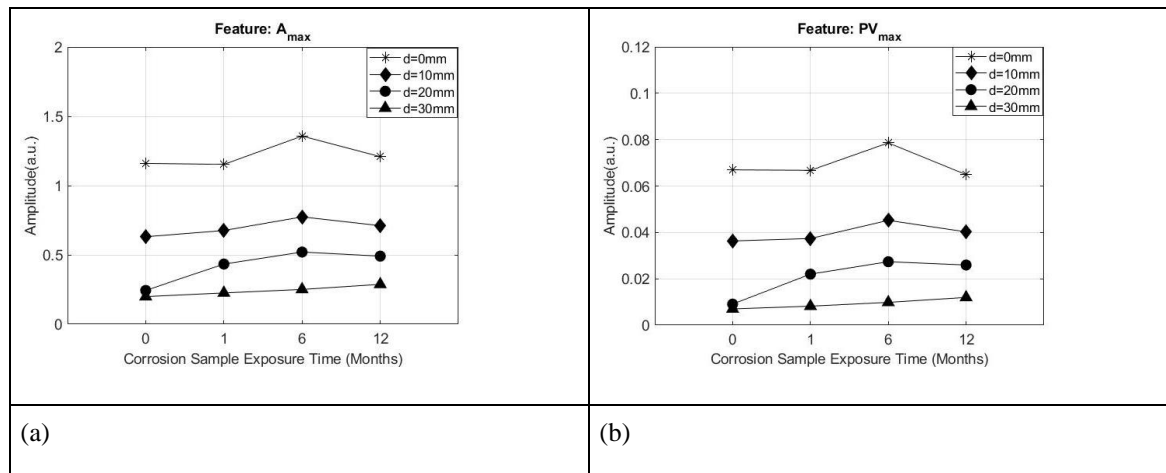 Feature: A_max
2
1.5
1
0.5
0
Amplitude(a.u.)
d=0mm
d=10mm
d=20mm
d=30mm
0 1 6 12
Corrosion Sample Exposure Time (Months)
(a)
Feature: PV_max
0.12
0.1
0.08
0.06
0.04
0.02
0
Amplitude(a.u.)
d=0mm
d=10mm
d=20mm
d=30mm
0 1 6 12
Corrosion Sample Exposure Time (Months)
(b)